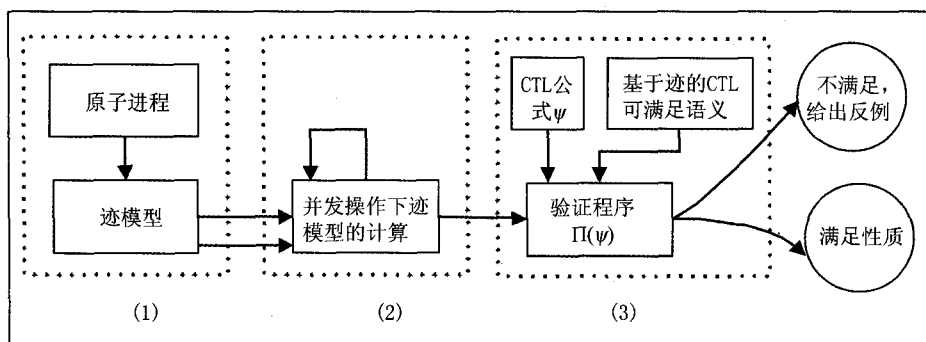 原子进程
迹模型
并发操作下迹
模型的计算
CTL公
式ψ
基于迹的CTL
可满足语义
验证程序
Π(ψ)
不满足，
给出反例
满足性质
(1)
(2)
(3)